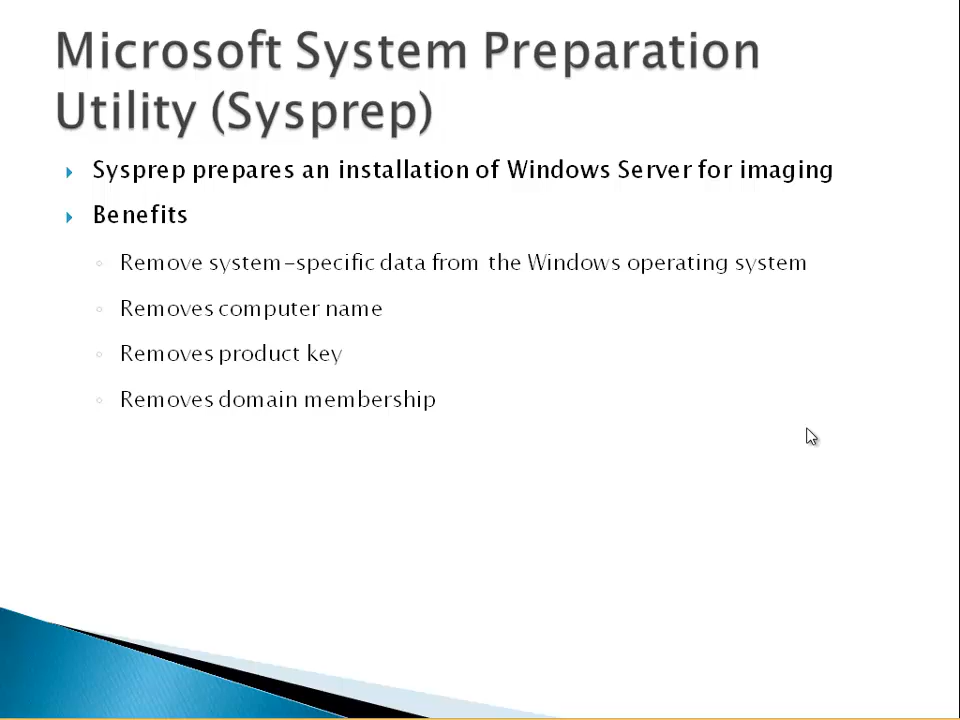 Microsoft System Preparation
Utility (Sysprep)
Sysprep prepares an installation of Windows Server for imaging
Benefits
Remove system-specific data from the Windows operating system
Removes computer name
Removes product key
Removes domain membership